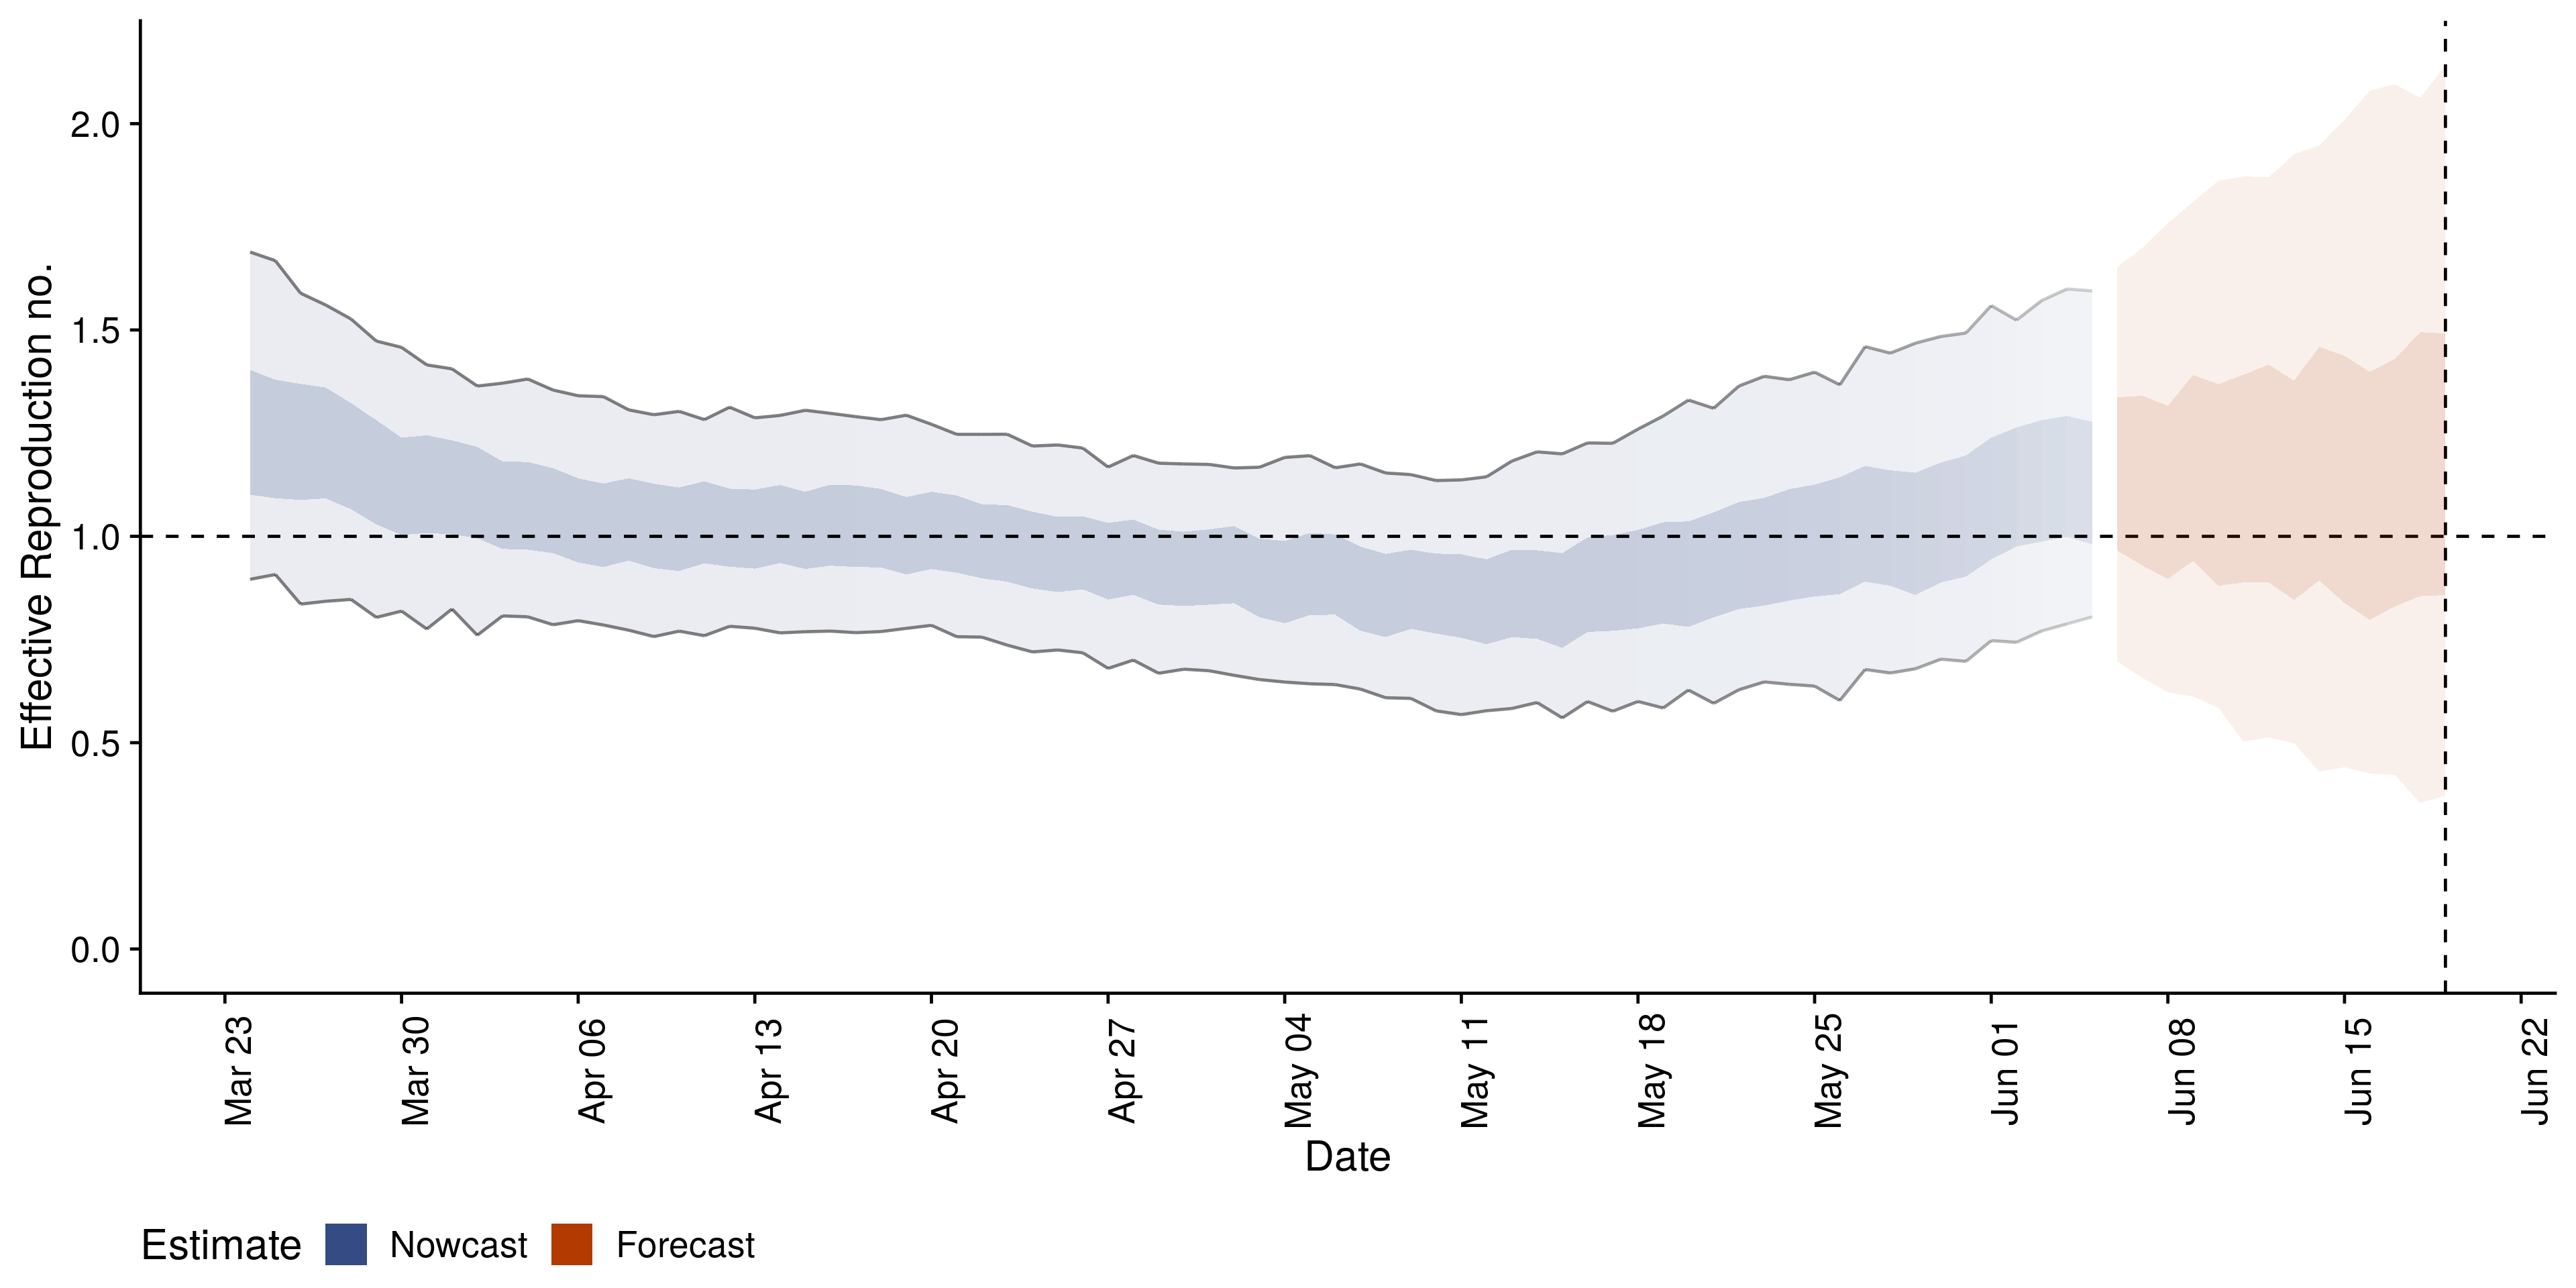 Effective Reproduction no.
2.0
1.5
1.0
0.5
0.0
Mar 23
Mar 30
Apr 06
Apr 13
Apr 20
Apr 27
May 04
May 11
May 18
May 25
Jun 01
Jun 08
Jun 15
Jun 22
Date
Estimate Nowcast Forecast